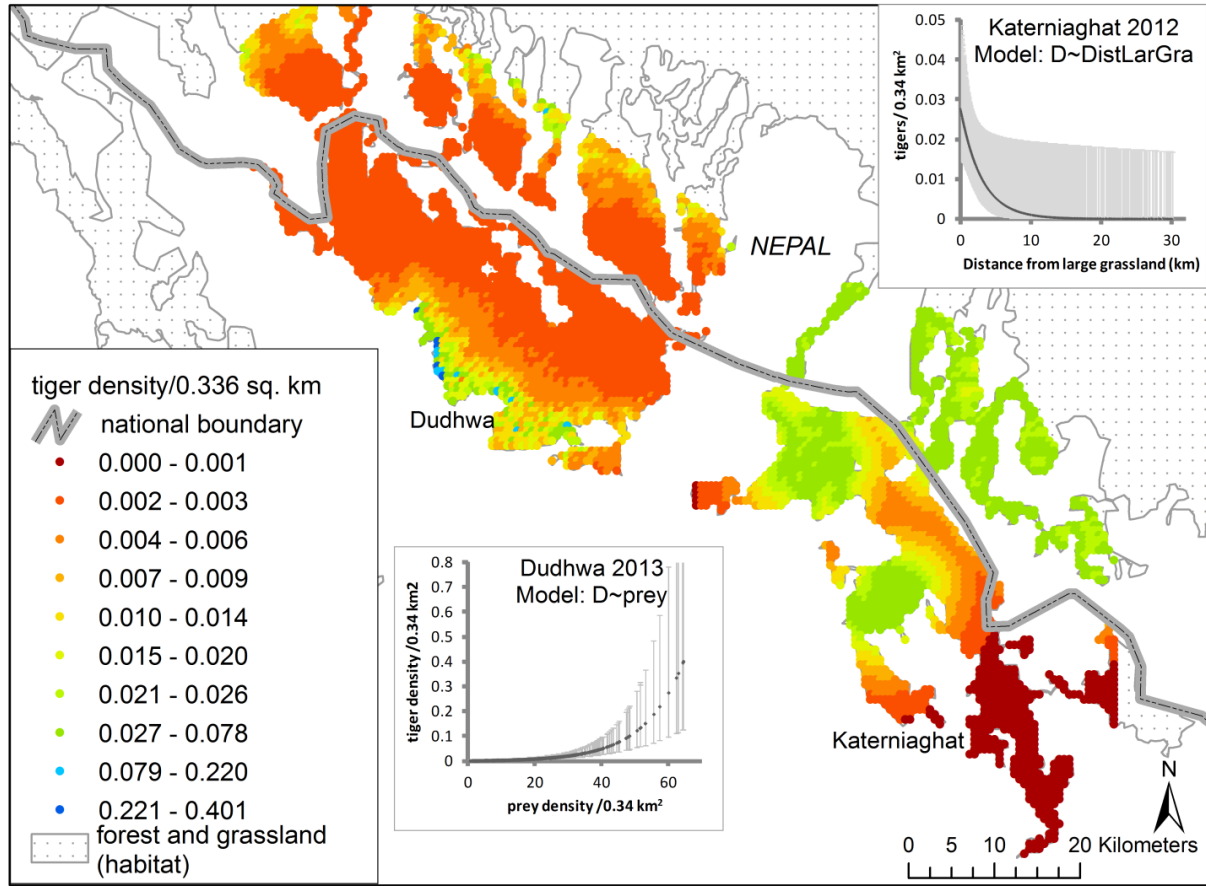 0.05
0.04
0.03
0.02
0.01
0
tigers/ 0.34 km²
Katerniaghat 2012
Model: D~DistLarGra
0 10 20 30
Distance from large grassland (km)
NEPAL
Dudhwa
Katerniaghat
tiger density/0.336 sq. km
national boundary
0.000 - 0.001
0.002 - 0.003
0.004 - 0.006
0.007 - 0.009
0.010 - 0.014
0.015 - 0.020
0.021 - 0.026
0.027 - 0.078
0.079 - 0.220
0.221 - 0.401
forest and grassland
(habitat)
0.8
0.7
0.6
0.5
0.4
0.3
0.2
0.1
0
tiger density /0.34 km2
Dudhwa 2013
Model: D~prey
0 20 40 60
prey density /0.34 km²
N
0 5 10 20 Kilometers